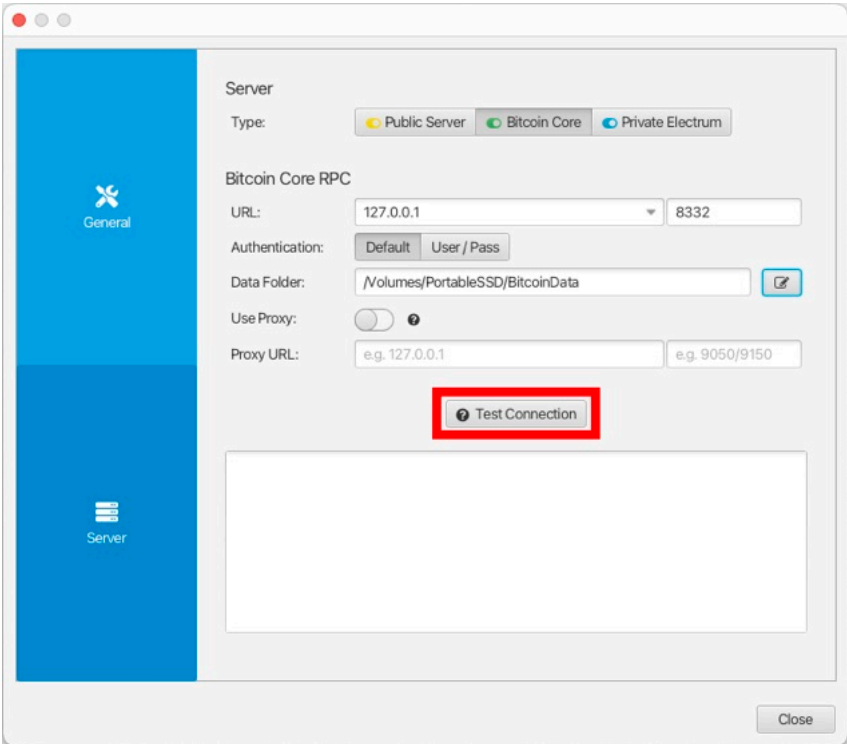 Server
Type: Public Server Bitcoin Core Private Electrum
Bitcoin Core RPC
URL: 127.0.0.1 8332
General
Authentication: Default User / Pass
Data Folder: /Volumes/PortableSSD/BitcoinData
Use Proxy:
Proxy URL: e.g. 127.0.0.1 e.g. 9050/9150
Test Connection
Server
Close